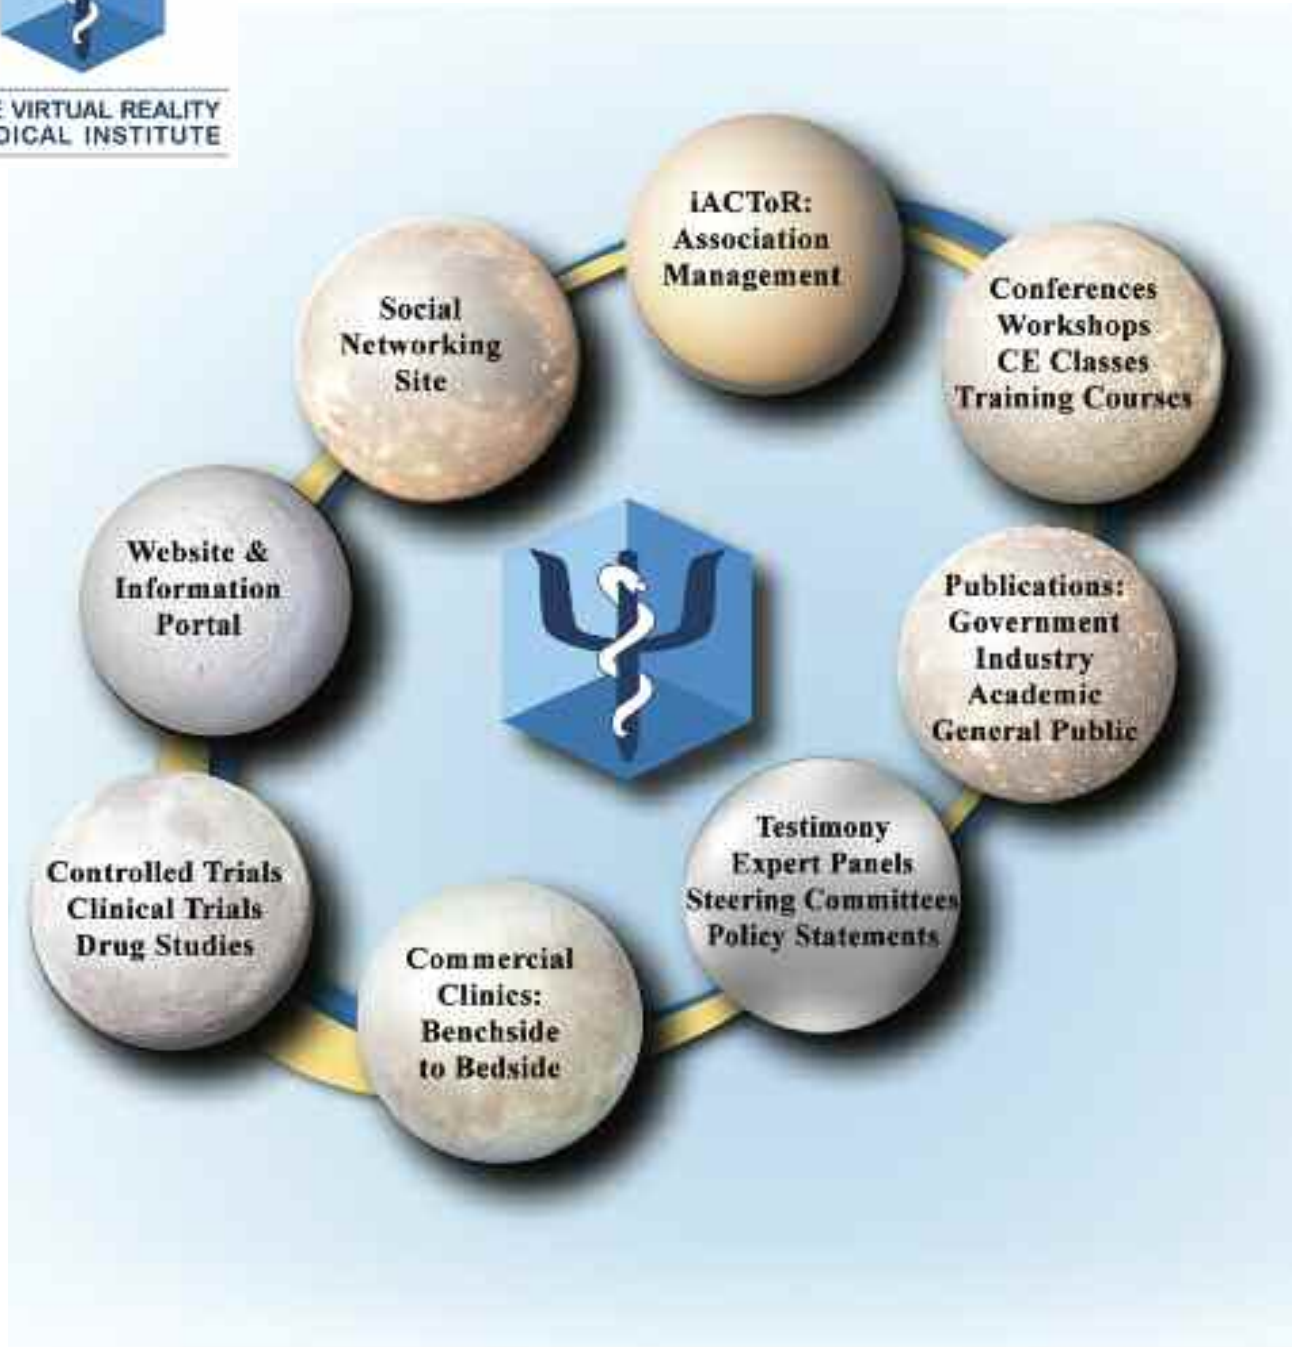 E VIRTUAL REALITY
DICAL INSTITUTE
iACToR:
Association
Management
Conferences
Workshops
CE Classes
Training Courses
Publications:
Government
Industry
Academic
General Public
Testimony
Expert Panels
Steering Committees
Policy Statements
Commercial
Clinics:
Benchside
to Bedside
Controlled Trials
Clinical Trials
Drug Studies
Website &
Information
Portal
Social
Networking
Site